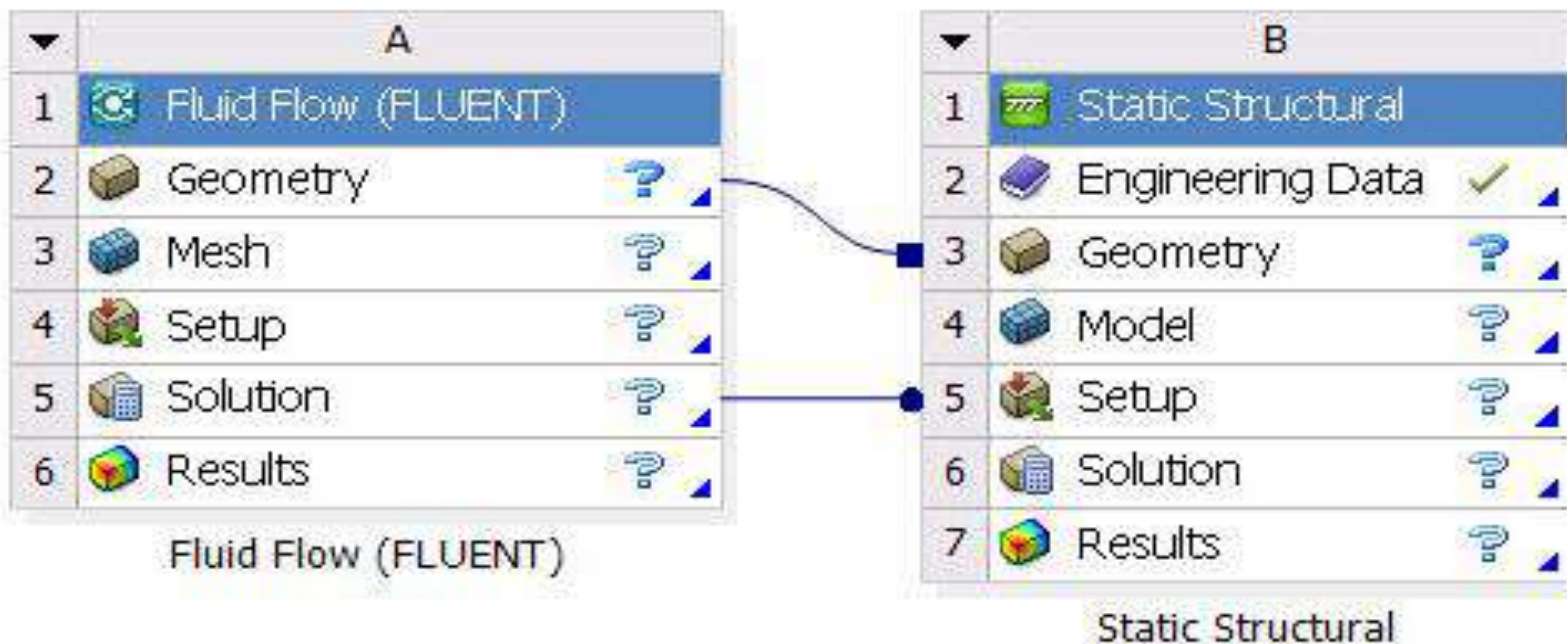 A
1 Fluid Flow (FLUENT)
2 Geometry ?
3 Mesh ?
4 Setup ?
5 Solution ?
6 Results ?
Fluid Flow (FLUENT)
B
1 Static Structural
2 Engineering Data ✓
3 Geometry ?
4 Model ?
5 Setup ?
6 Solution ?
7 Results ?
Static Structural